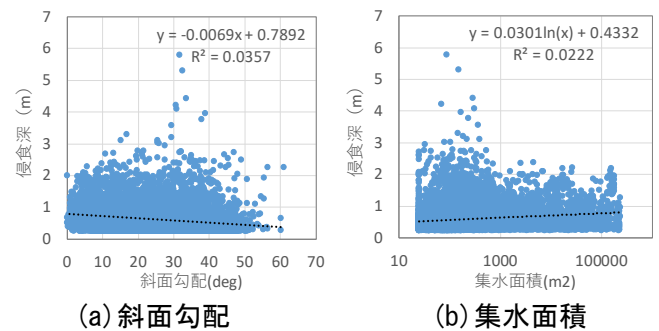 y = -0.0069x + 0.7892
R² = 0.0357
侵食深（m）
7
6
5
4
3
2
1
0
0 10 20 30 40 50 60 70
斜面勾配(deg)
(a)斜面勾配
y = 0.0301ln(x) + 0.4332
R² = 0.0222
侵食深（m）
7
6
5
4
3
2
1
0
10 1000 100000
集水面積(m2)
(b)集水面積